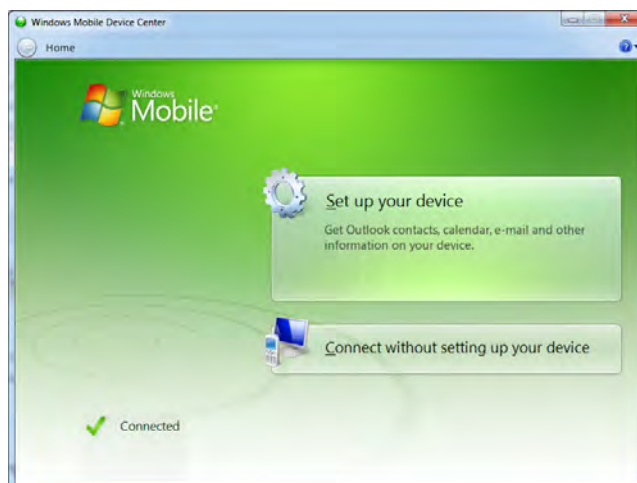 Windows Mobile Device Center
Home
Windows
Mobile®
Set up your device
Get Outlook contacts, calendar, e-mail and other
information on your device.
Connect without setting up your device
Connected